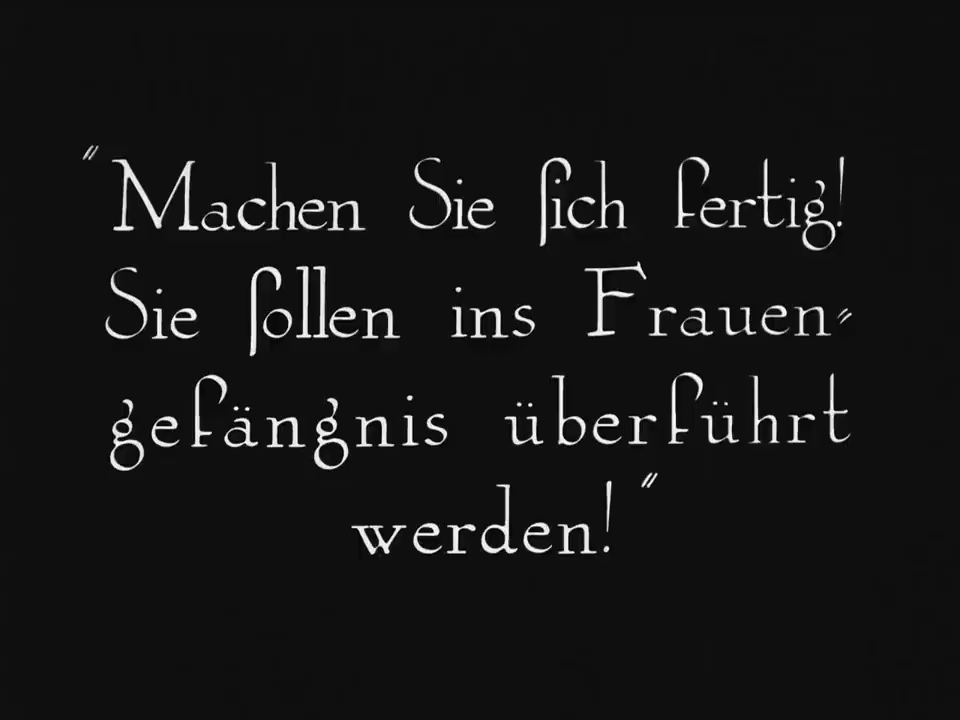 "Machen Sie ſich fertig!
Sie ſollen ins Frauen-
gefängnis überführt
werden!"